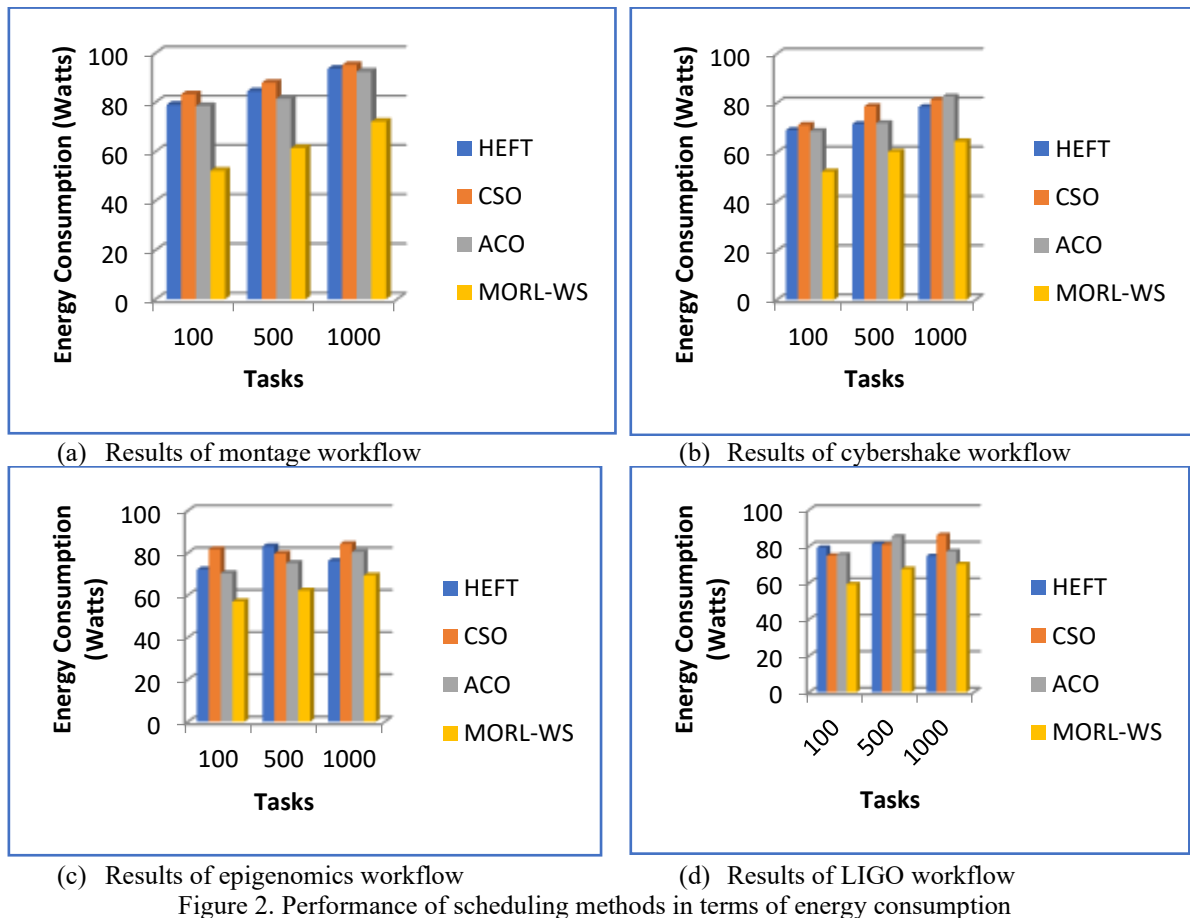 Energy Consumption (Watts)
100
80
60
40
20
0
100 500 1000
Tasks
HEFT
CSO
ACO
MORL-WS
(a) Results of montage workflow
Energy Consumption (Watts)
100
80
60
40
20
0
100 500 1000
Tasks
HEFT
CSO
ACO
MORL-WS
(b) Results of cybershake workflow
Energy Consumption
(Watts)
100
80
60
40
20
0
100 500 1000
Tasks
HEFT
CSO
ACO
MORL-WS
(c) Results of epigenomics workflow
Energy Consumption
(Watts)
100
80
60
40
20
0
100 500 1000
Tasks
HEFT
CSO
ACO
MORL-WS
(d) Results of LIGO workflow
Figure 2. Performance of scheduling methods in terms of energy consumption